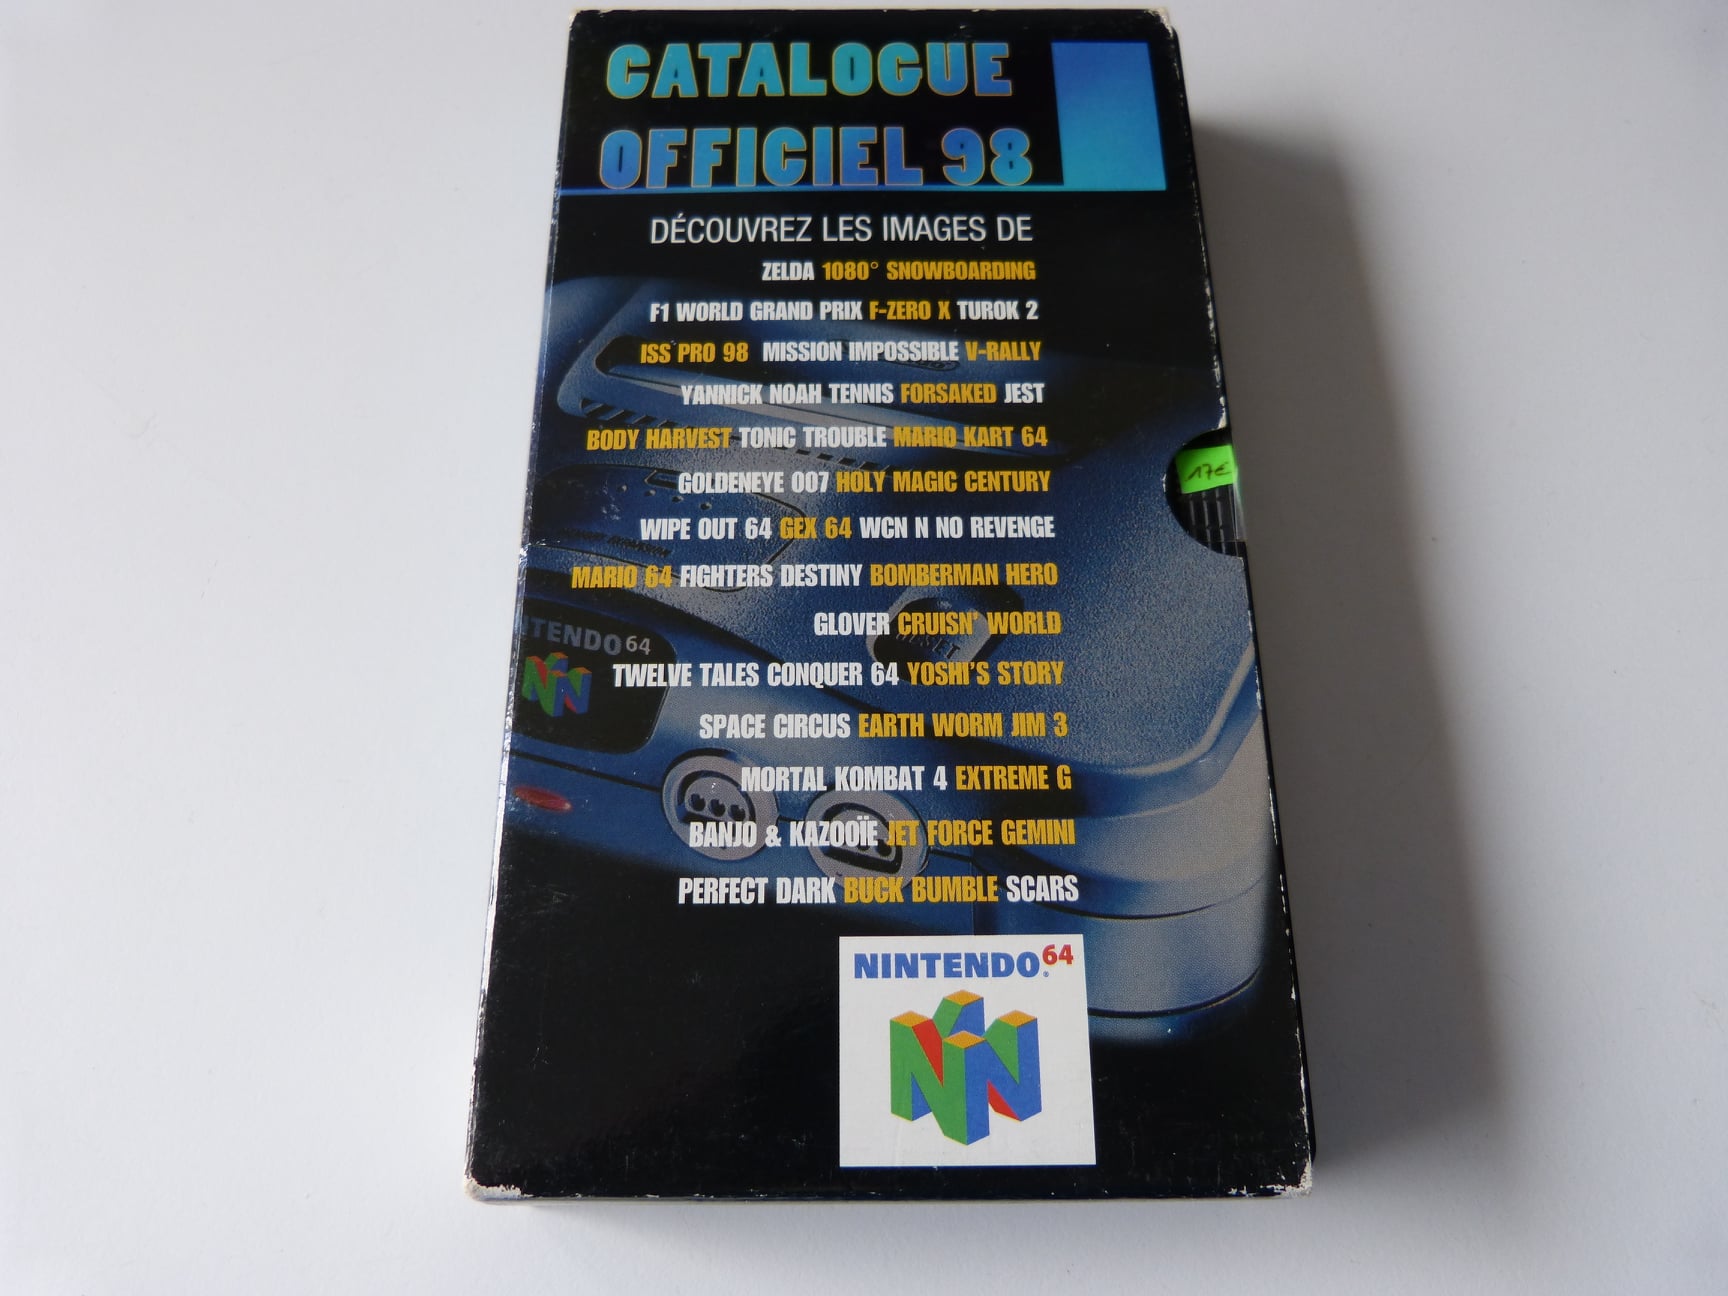 CATALOGUE
OFFICIEL 98
DÉCOUVREZ LES IMAGES DE
ZELDA 1080° SNOWBOARDING
F1 WORLD GRAND PRIX F-ZERO X TUROK 2
ISS PRO 98 MISSION IMPOSSIBLE V-RALLY
YANNICK NOAH TENNIS FORSAKED JEST
BODY HARVEST TONIC TROUBLE MARIO KART 64
17€
GOLDENEYE 007 HOLY MAGIC CENTURY
WIPE OUT 64 GEX 64 WCN N NO REVENGE
MARIO 64 FIGHTERS DESTINY BOMBERMAN HERO
GLOVER CRUISN' WORLD
NTENDO 64
TWELVE TALES CONQUER 64 YOSHI'S STORY
SPACE CIRCUS EARTH WORM JIM 3
MORTAL KOMBAT 4 EXTREME G
BANJO & KAZOOÏE JET FORCE GEMINI
PERFECT DARK BUCK BUMBLE SCARS
NINTENDO®64